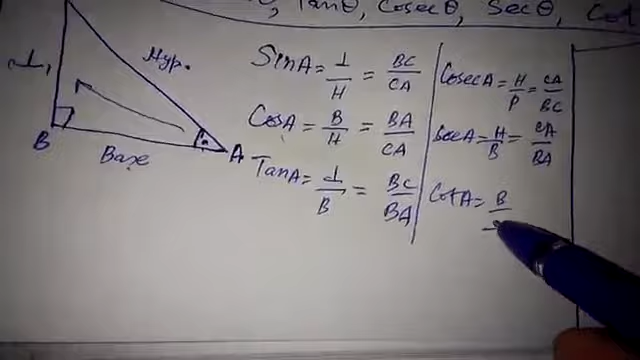 θ, Tanθ, Cosecθ, Secθ, Cot
⊥
Hyp.
B
Base
A
SinA = ⊥/H = BC/CA
CosA = B/H = BA/CA
TanA = ⊥/B = BC/BA
CosecA = H/P = CA/BC
SecA = H/B = CA/BA
CotA = B/